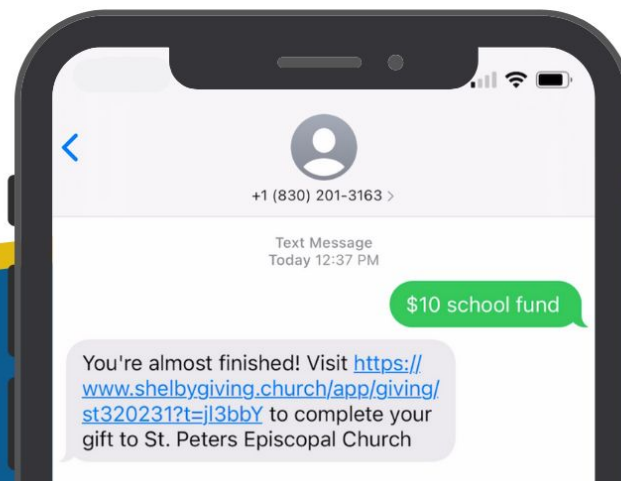 +1 (830) 201-3163 >
Text Message
Today 12:37 PM
$10 school fund
You're almost finished! Visit https://
www.shelbygiving.church/app/giving/
st320231?t=jl3bbY to complete your
gift to St. Peters Episcopal Church